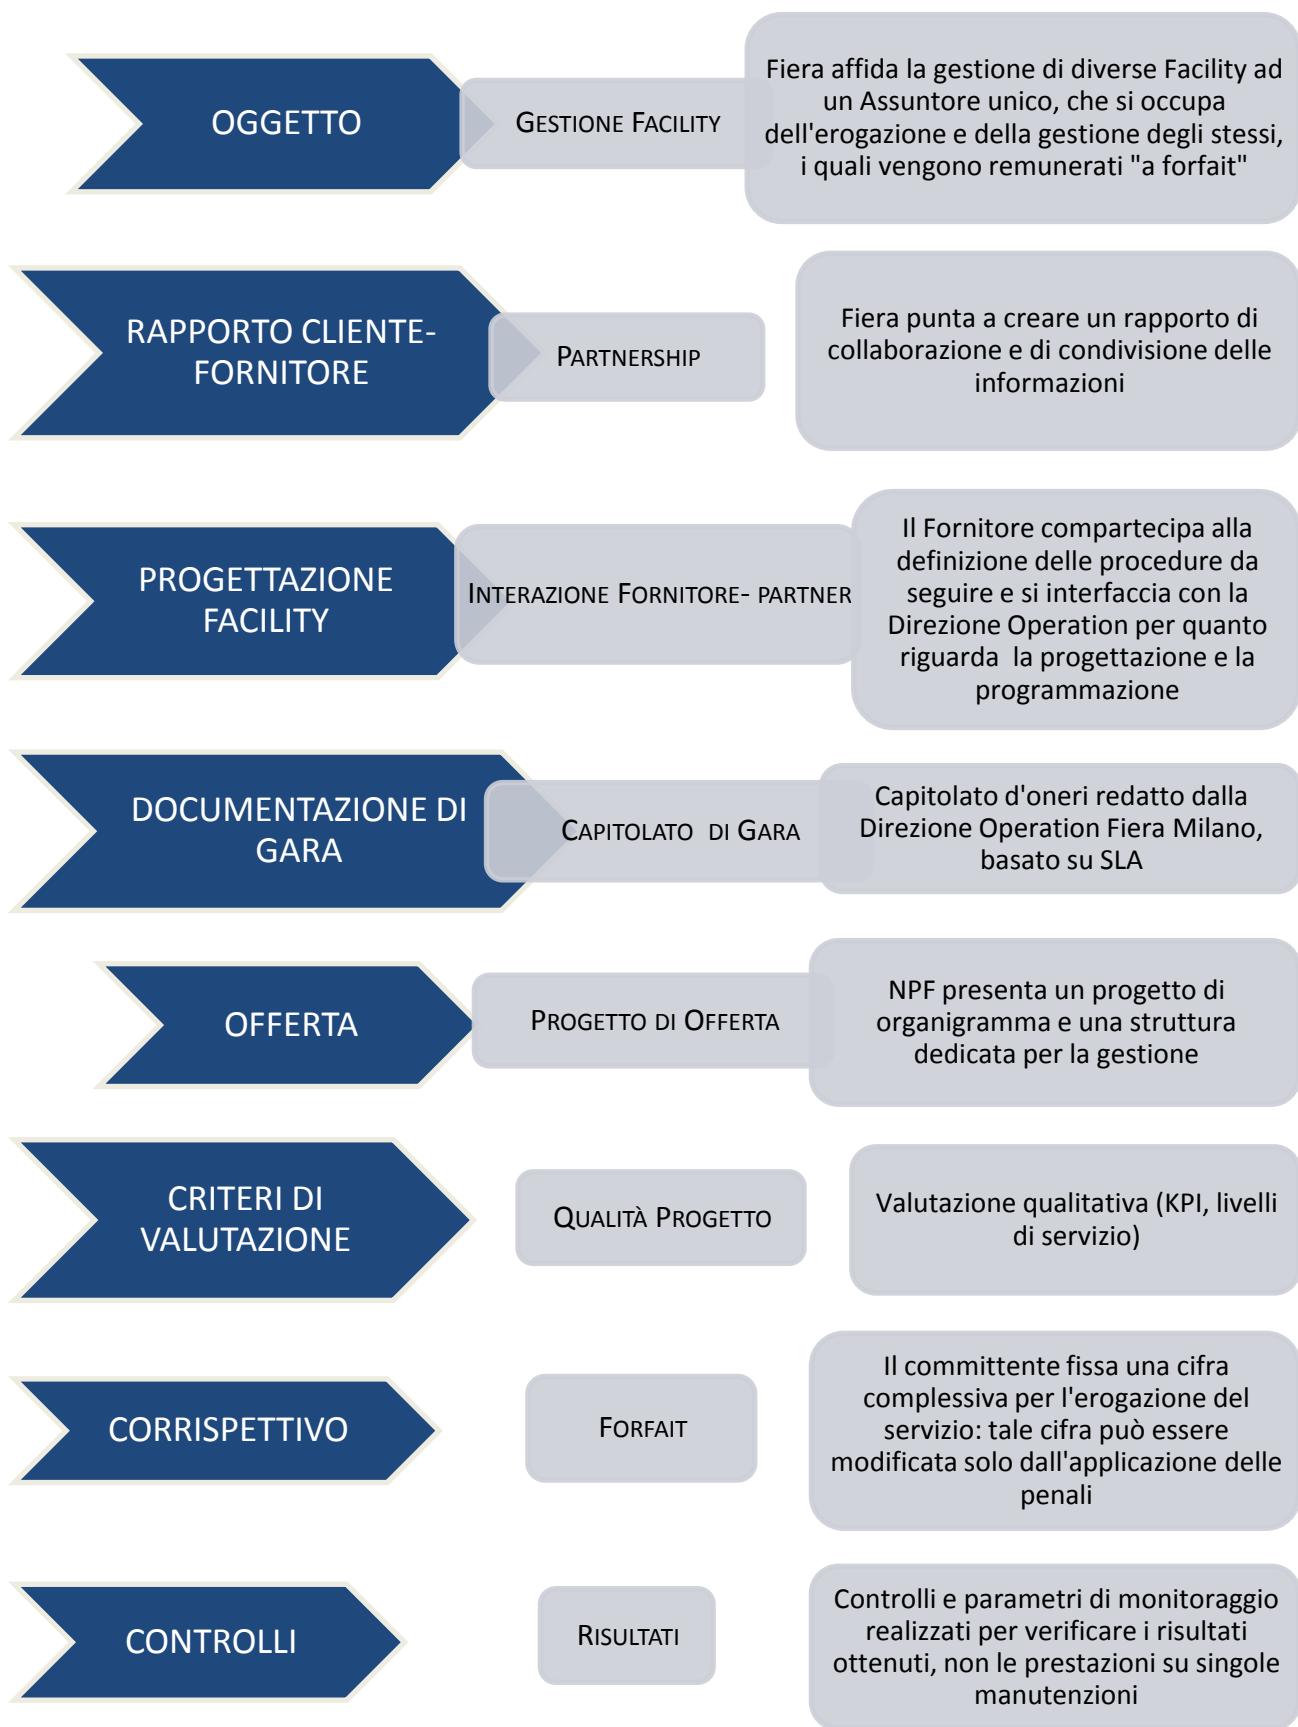 OGGETTO
GESTIONE FACILITY
Fiera affida la gestione di diverse Facility ad
un Assuntore unico, che si occupa
dell'erogazione e della gestione degli stessi,
i quali vengono remunerati "a forfait"
RAPPORTO CLIENTE-
FORNITORE
PARTNERSHIP
Fiera punta a creare un rapporto di
collaborazione e di condivisione delle
informazioni
PROGETTAZIONE
FACILITY
INTERAZIONE FORNITORE- PARTNER
Il Fornitore compartecipa alla
definizione delle procedure da
seguire e si interfaccia con la
Direzione Operation per quanto
riguarda la progettazione e la
programmazione
DOCUMENTAZIONE DI
GARA
CAPITOLATO DI GARA
Capitolato d'oneri redatto dalla
Direzione Operation Fiera Milano,
basato su SLA
OFFERTA
PROGETTO DI OFFERTA
NPF presenta un progetto di
organigramma e una struttura
dedicata per la gestione
CRITERI DI
VALUTAZIONE
QUALITÀ PROGETTO
Valutazione qualitativa (KPI, livelli
di servizio)
CORRISPETTIVO
FORFAIT
Il committente fissa una cifra
complessiva per l'erogazione del
servizio: tale cifra può essere
modificata solo dall'applicazione delle
penali
CONTROLLI
RISULTATI
Controlli e parametri di monitoraggio
realizzati per verificare i risultati
ottenuti, non le prestazioni su singole
manutenzioni